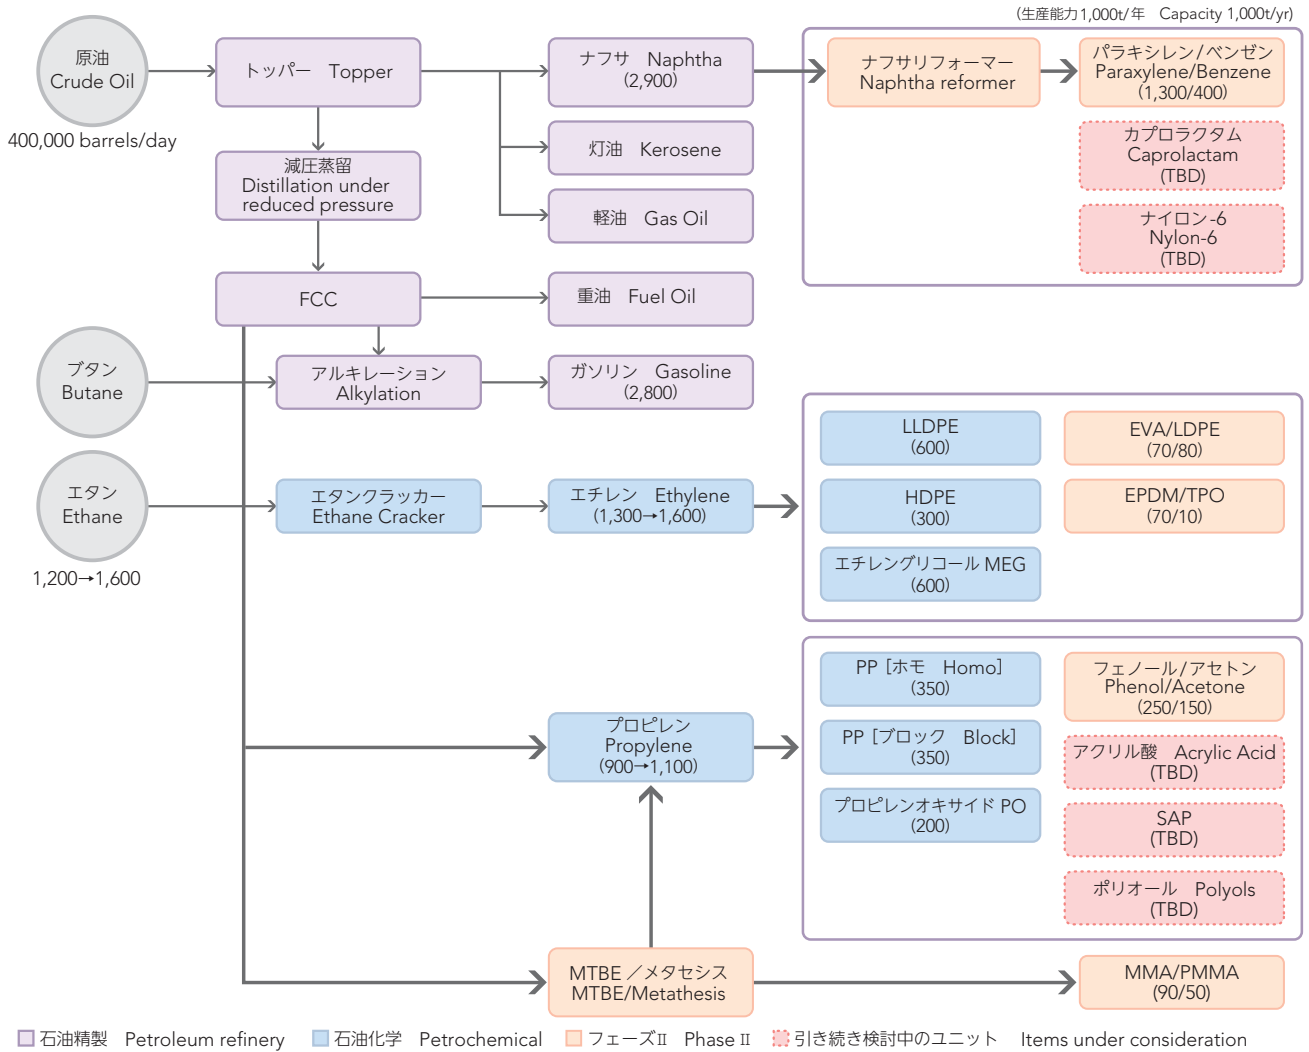 (生産能力1,000t/年　Capacity 1,000t/yr)
原油
Crude Oil
400,000 barrels/day
トッパー　Topper
ナフサ　Naphtha
(2,900)
ナフサリフォーマー
Naphtha reformer
パラキシレン/ベンゼン
Paraxylene/Benzene
(1,300/400)
灯油　Kerosene
カプロラクタム
Caprolactam
(TBD)
減圧蒸留
Distillation under
reduced pressure
軽油　Gas Oil
ナイロン-6
Nylon-6
(TBD)
FCC
重油　Fuel Oil
ブタン
Butane
アルキレーション
Alkylation
ガソリン　Gasoline
(2,800)
エタン
Ethane
1,200→1,600
エタンクラッカー
Ethane Cracker
エチレン　Ethylene
(1,300→1,600)
LLDPE
(600)
EVA/LDPE
(70/80)
HDPE
(300)
EPDM/TPO
(70/10)
エチレングリコール MEG
(600)
プロピレン
Propylene
(900→1,100)
PP［ホモ　Homo］
(350)
フェノール/アセトン
Phenol/Acetone
(250/150)
PP［ブロック　Block］
(350)
アクリル酸　Acrylic Acid
(TBD)
プロピレンオキサイド PO
(200)
SAP
(TBD)
ポリオール　Polyols
(TBD)
MTBE／メタセシス
MTBE/Metathesis
MMA/PMMA
(90/50)
石油精製　Petroleum refinery　石油化学　Petrochemical　フェーズⅡ　Phase Ⅱ　引き続き検討中のユニット　Items under consideration